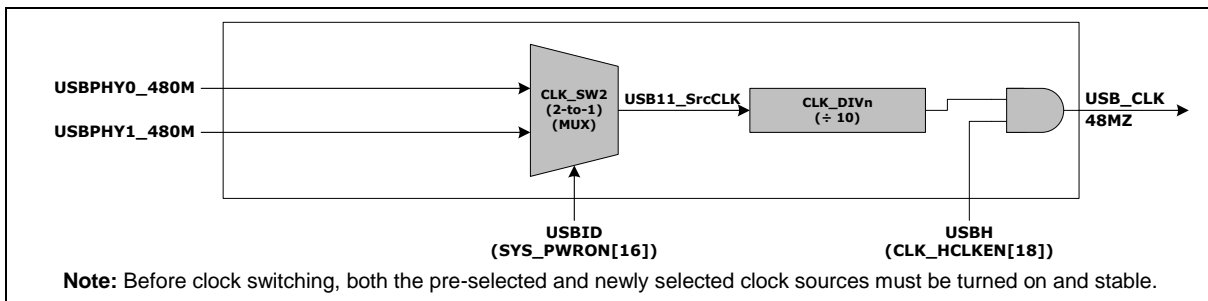 USBPHY0_480M
USBPHY1_480M
CLK_SW2
(2-to-1)
(MUX)
USB11_SrcCLK
CLK_DIVn
(÷ 10)
USB_CLK
48MZ
USBID
(SYS_PWRON[16])
USBH
(CLK_HCLKEN[18])
Note: Before clock switching, both the pre-selected and newly selected clock sources must be turned on and stable.